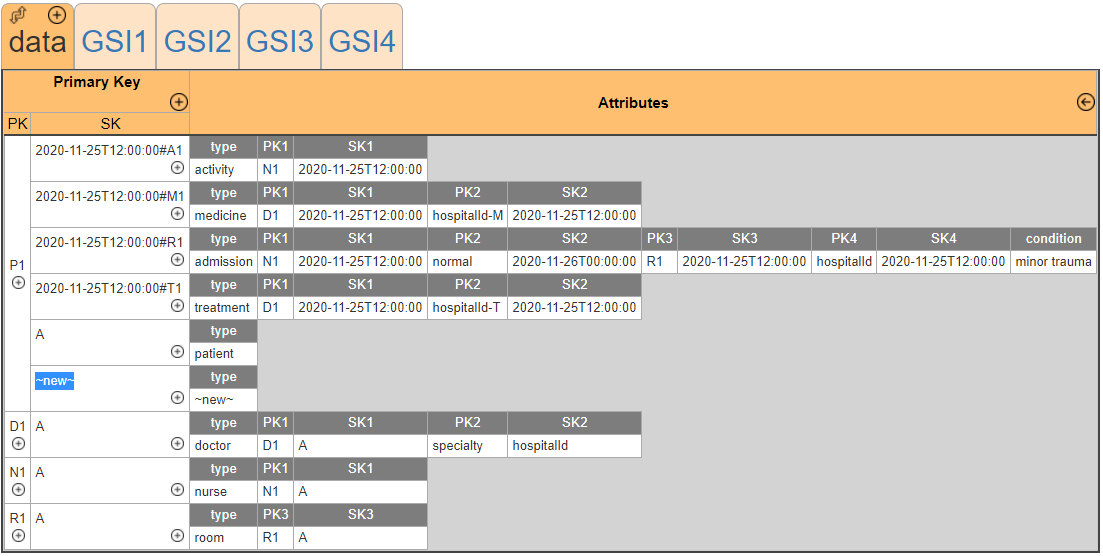 data GSI1 GSI2 GSI3 GSI4
Primary Key
Attributes
PK SK
P1
2020-11-25T12:00:00#A1
type PK1 SK1
activity N1 2020-11-25T12:00:00
2020-11-25T12:00:00#M1
type PK1 SK1 PK2 SK2
medicine D1 2020-11-25T12:00:00 hospitalId-M 2020-11-25T12:00:00
2020-11-25T12:00:00#R1
type PK1 SK1 PK2 SK2 PK3 SK3 PK4 SK4 condition
admission N1 2020-11-25T12:00:00 normal 2020-11-26T00:00:00 R1 2020-11-25T12:00:00 hospitalId 2020-11-25T12:00:00 minor trauma
2020-11-25T12:00:00#T1
type PK1 SK1 PK2 SK2
treatment D1 2020-11-25T12:00:00 hospitalId-T 2020-11-25T12:00:00
A
type
patient
~new~
type
~new~
D1 A
type PK1 SK1 PK2 SK2
doctor D1 A specialty hospitalId
N1 A
type PK1 SK1
nurse N1 A
R1 A
type PK3 SK3
room R1 A